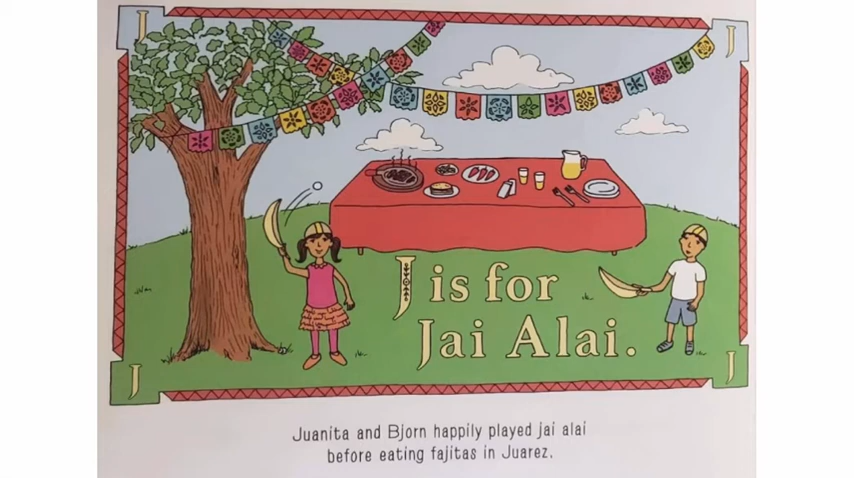 J
J
J is for
Jai Alai.
J
J
Juanita and Bjorn happily played jai alai
before eating fajitas in Juarez.